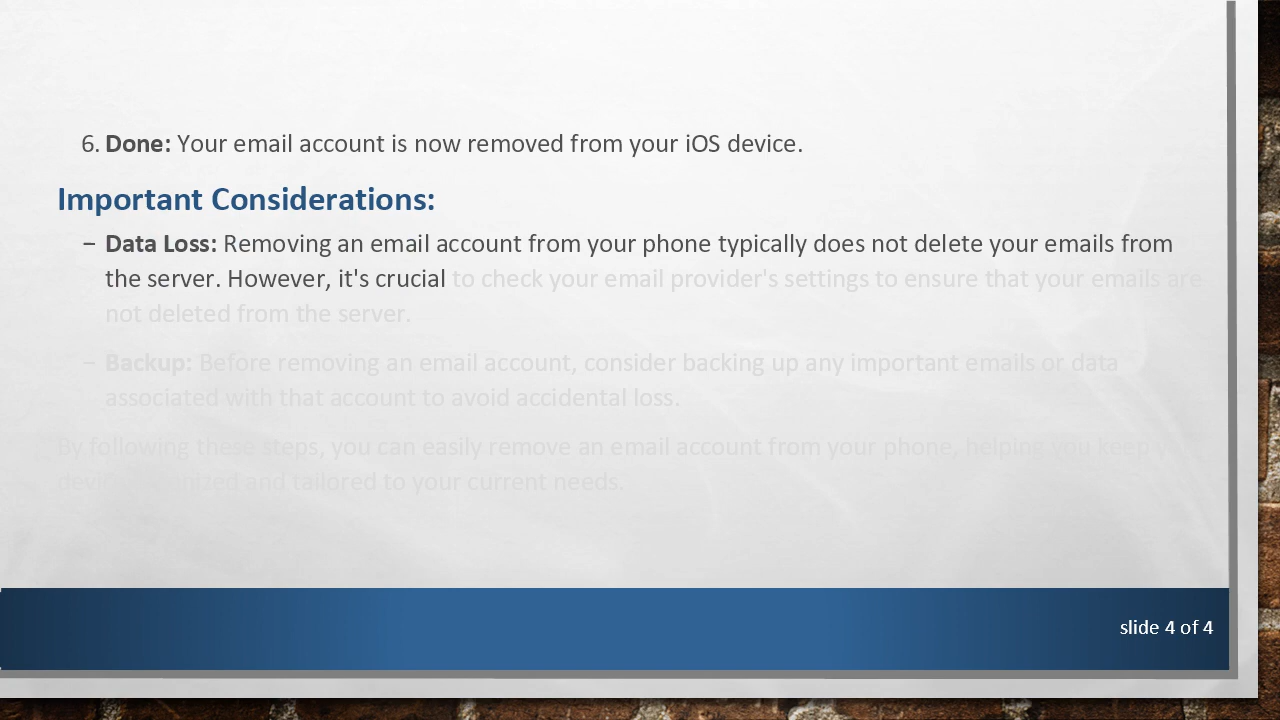 6. Done: Your email account is now removed from your iOS device.
Important Considerations:
– Data Loss: Removing an email account from your phone typically does not delete your emails from
the server. However, it's crucial to check your email provider's settings to ensure that your emails are
not deleted from the server.
– Backup: Before removing an email account, consider backing up any important emails or data
associated with that account to avoid accidental loss.
By following these steps, you can easily remove an email account from your phone, helping you keep
and tailored to your current needs.
slide 4 of 4